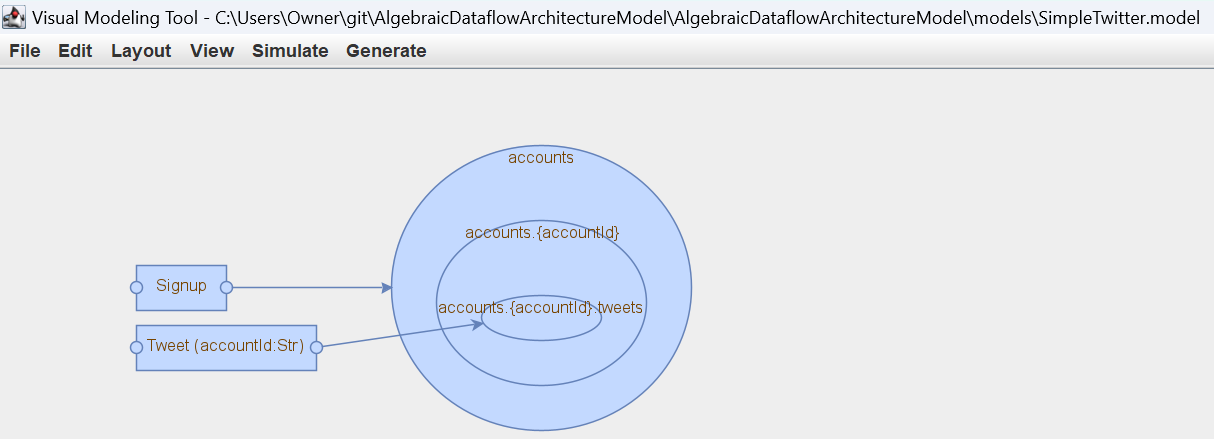 Visual Modeling Tool - C:\Users\Owner\git\AlgebraicDataflowArchitectureModel\AlgebraicDataflowArchitectureModel\models\SimpleTwitter.model
File Edit Layout View Simulate Generate
accounts
accounts.{accountId}
Signup
accounts.{accountId}.tweets
Tweet (accountId:Str)